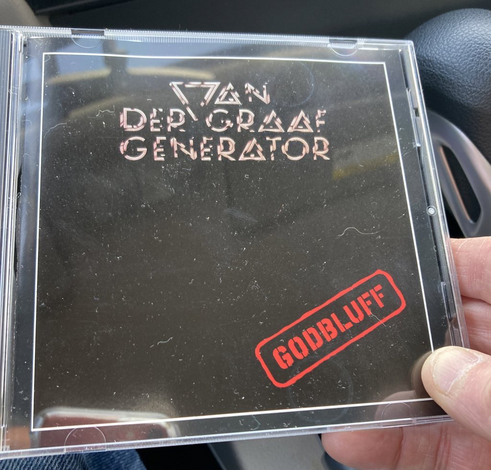 VAN
DER GRAAF
GENERATOR
GODBLUFF